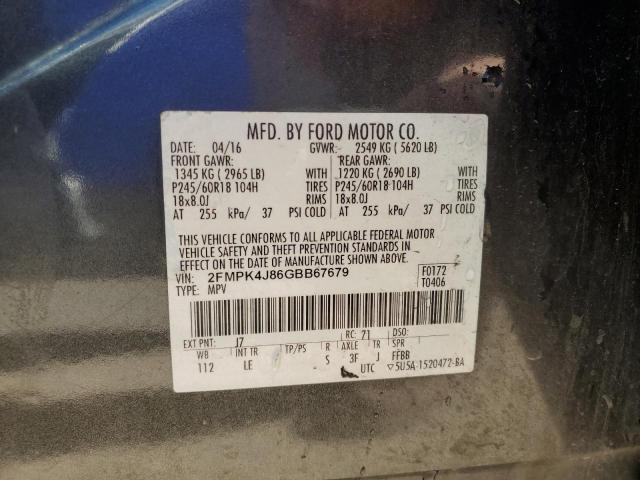 MFD. BY FORD MOTOR CO.
DATE: 04/16 GVWR: 2549 KG ( 5620 LB)
FRONT GAWR: REAR GAWR:
1345 KG ( 2965 LB) WITH 1220 KG ( 2690 LB) WITH
P245/60R18 104H TIRES P245/60R18 104H TIRES
18x8.0J RIMS 18x8.0J RIMS
AT 255 kPa/ 37 PSI COLD AT 255 kPa/ 37 PSI COLD
THIS VEHICLE CONFORMS TO ALL APPLICABLE FEDERAL MOTOR
VEHICLE SAFETY AND THEFT PREVENTION STANDARDS IN
EFFECT ON THE DATE OF MANUFACTURE SHOWN ABOVE.
VIN: 2FMPK4J86GBB67679 F0172
TYPE: MPV T0406
EXT PNT: J7 RC: 71 DSO:
WB INT TR TP/PS R AXLE TR SPR
112 LE S 3F J FFBB
UTC ▽5U5A-1520472-BA